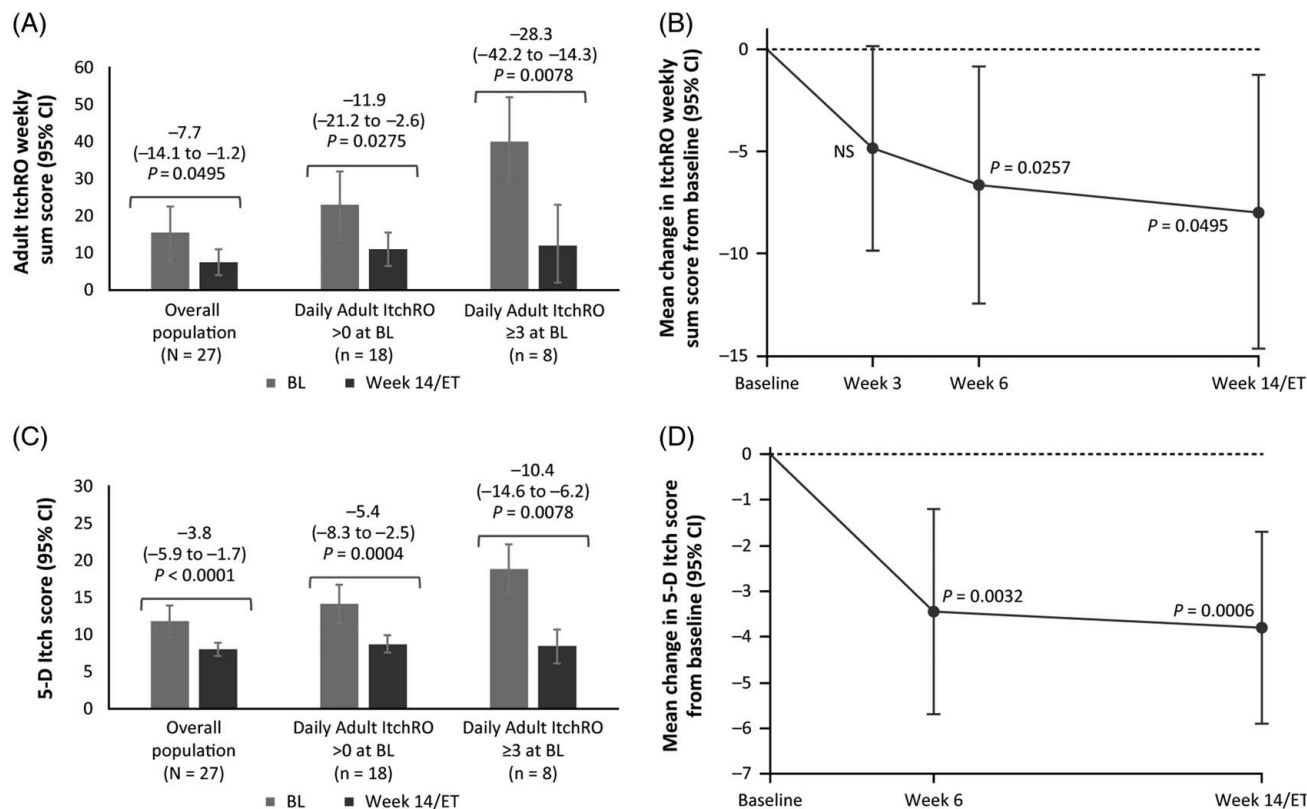 (A)
Adult ItchRO weekly
sum score (95% CI)
60
50
40
30
20
10
0
−7.7
(−14.1 to −1.2)
P = 0.0495
−11.9
(−21.2 to −2.6)
P = 0.0275
−28.3
(−42.2 to −14.3)
P = 0.0078
Overall
population
(N = 27)
Daily Adult ItchRO
>0 at BL
(n = 18)
Daily Adult ItchRO
≥3 at BL
(n = 8)
BL
Week 14/ET
(B)
Mean change in ItchRO weekly
sum score from baseline (95% CI)
0
−5
−10
−15
NS
P = 0.0257
P = 0.0495
Baseline
Week 3
Week 6
Week 14/ET
(C)
5-D Itch score (95% CI)
30
25
20
15
10
5
0
−3.8
(−5.9 to −1.7)
P < 0.0001
−5.4
(−8.3 to −2.5)
P = 0.0004
−10.4
(−14.6 to −6.2)
P = 0.0078
Overall
population
(N = 27)
Daily Adult ItchRO
>0 at BL
(n = 18)
Daily Adult ItchRO
≥3 at BL
(n = 8)
BL
Week 14/ET
(D)
Mean change in 5-D Itch score
from baseline (95% CI)
0
−1
−2
−3
−4
−5
−6
−7
P = 0.0032
P = 0.0006
Baseline
Week 6
Week 14/ET